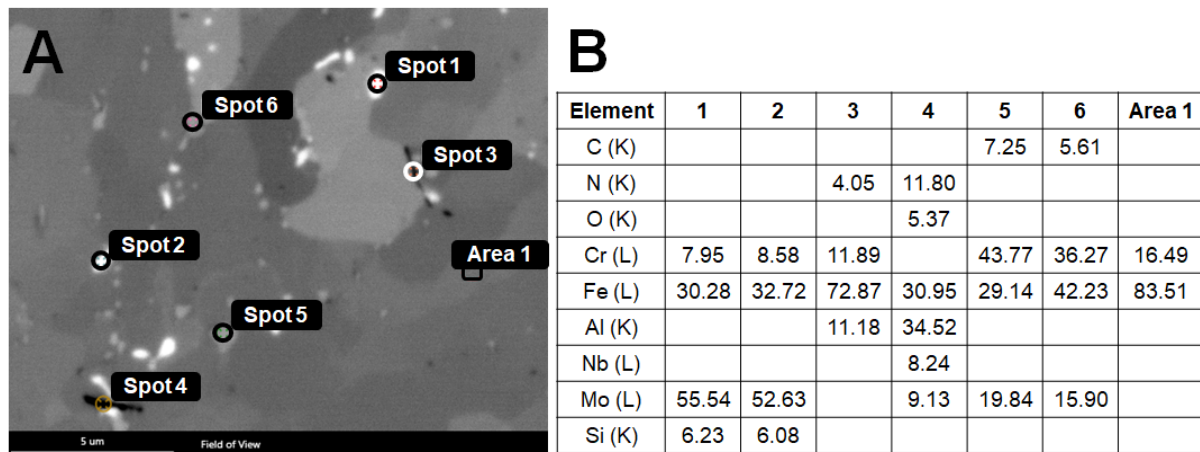 A
Spot 1
Spot 6
Spot 3
Spot 2
Area 1
Spot 5
Spot 4
5 um
Field of View
B
Element 1 2 3 4 5 6 Area 1
C (K) 7.25 5.61
N (K) 4.05 11.80
O (K) 5.37
Cr (L) 7.95 8.58 11.89 43.77 36.27 16.49
Fe (L) 30.28 32.72 72.87 30.95 29.14 42.23 83.51
Al (K) 11.18 34.52
Nb (L) 8.24
Mo (L) 55.54 52.63 9.13 19.84 15.90
Si (K) 6.23 6.08